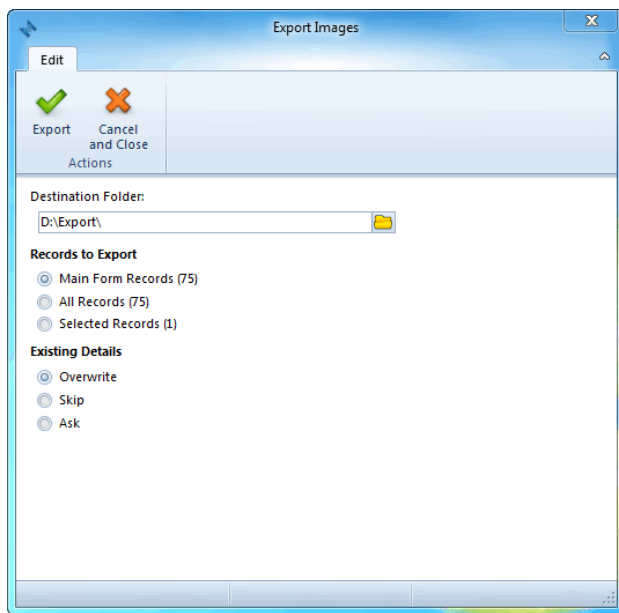 Export Images
Edit
Export
Cancel
and Close
Actions
Destination Folder:
D:\Export\
Records to Export
Main Form Records (75)
All Records (75)
Selected Records (1)
Existing Details
Overwrite
Skip
Ask